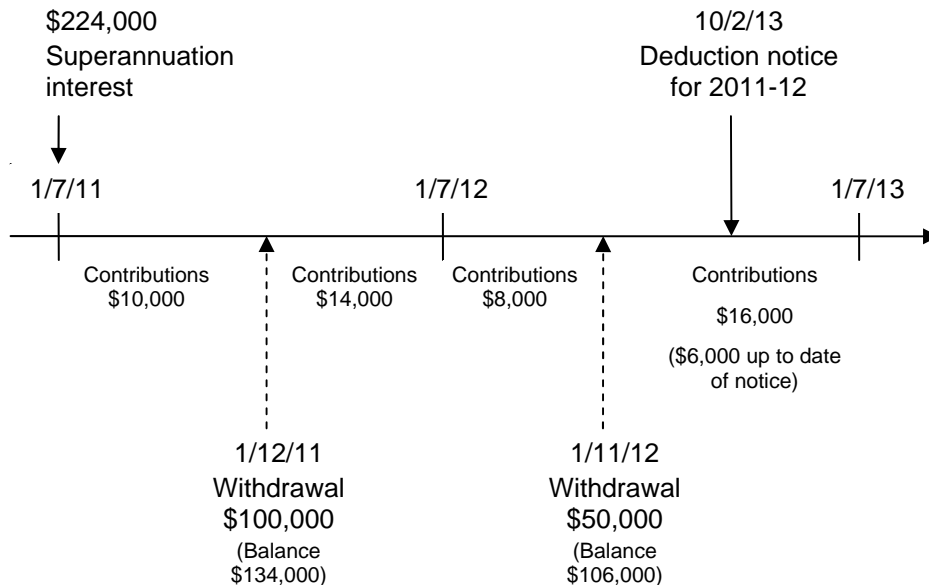 $224,000
Superannuation
interest
10/2/13
Deduction notice
for 2011-12
1/7/11
1/7/12
1/7/13
Contributions
$10,000
Contributions
$14,000
Contributions
$8,000
Contributions
$16,000
($6,000 up to date
of notice)
1/12/11
Withdrawal
$100,000
(Balance
$134,000)
1/11/12
Withdrawal
$50,000
(Balance
$106,000)